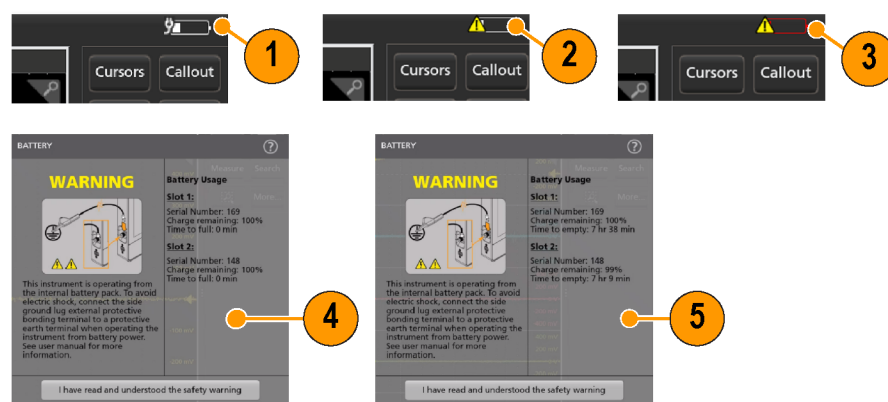 1
Cursors Callout
2
Cursors Callout
3
Cursors Callout
BATTERY
?
WARNING
This instrument is operating from
the internal battery pack. To avoid
electric shock, connect the side
ground lug external protective
bonding terminal to a protective
earth terminal when operating the
instrument from battery power.
See user manual for more
information.
Measure Search
More...
Battery Usage
Slot 1:
Serial Number: 169
Charge remaining: 100%
Time to full: 0 min
Slot 2:
Serial Number: 148
Charge remaining: 100%
Time to full: 0 min
4
I have read and understood the safety warning
BATTERY
?
WARNING
This instrument is operating from
the internal battery pack. To avoid
electric shock, connect the side
ground lug external protective
bonding terminal to a protective
earth terminal when operating the
instrument from battery power.
See user manual for more
information.
Measure Search
More...
Battery Usage
Slot 1:
Serial Number: 169
Charge remaining: 100%
Time to empty: 7 hr 38 min
Slot 2:
Serial Number: 148
Charge remaining: 99%
Time to empty: 7 hr 9 min
5
I have read and understood the safety warning